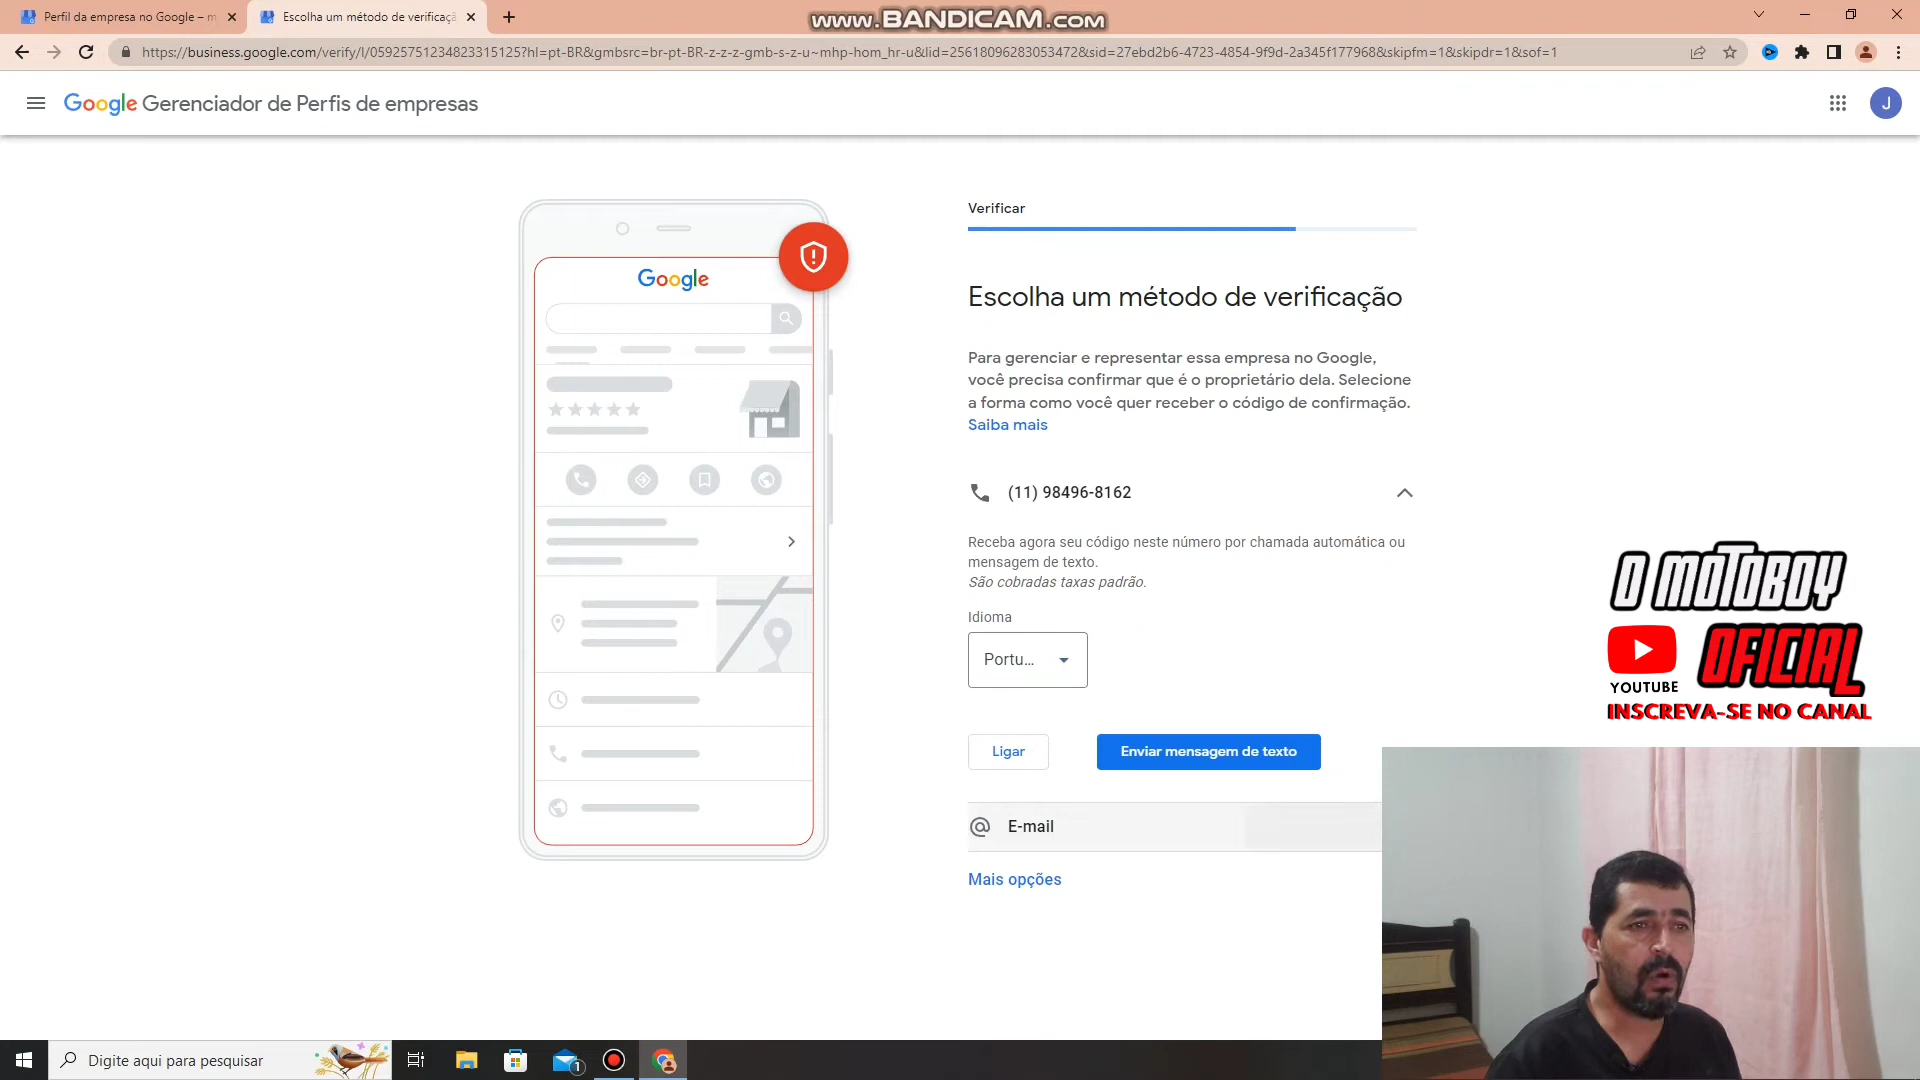 Perfil da empresa no Google – m
Escolha um método de verificaçã
www.BANDICAM.com
https://business.google.com/verify/l/05925751234823315125?hl=pt-BR&gmbsrc=br-pt-BR-z-z-z-gmb-s-z-u~mhp-hom_hr-u&lid=25618096283053472&sid=27ebd2b6-4723-4854-9f9d-2a345f177968&skipfm=1&skipdr=1&sof=1
Google Gerenciador de Perfis de empresas
J
Google
Verificar
Escolha um método de verificação
Para gerenciar e representar essa empresa no Google,
você precisa confirmar que é o proprietário dela. Selecione
a forma como você quer receber o código de confirmação.
Saiba mais
(11) 98496-8162
Receba agora seu código neste número por chamada automática ou
mensagem de texto.
São cobradas taxas padrão.
Idioma
Portu...
Ligar
Enviar mensagem de texto
E-mail
Mais opções
O MOTOBOY
OFICIAL
YOUTUBE
INSCREVA-SE NO CANAL
Digite aqui para pesquisar
1